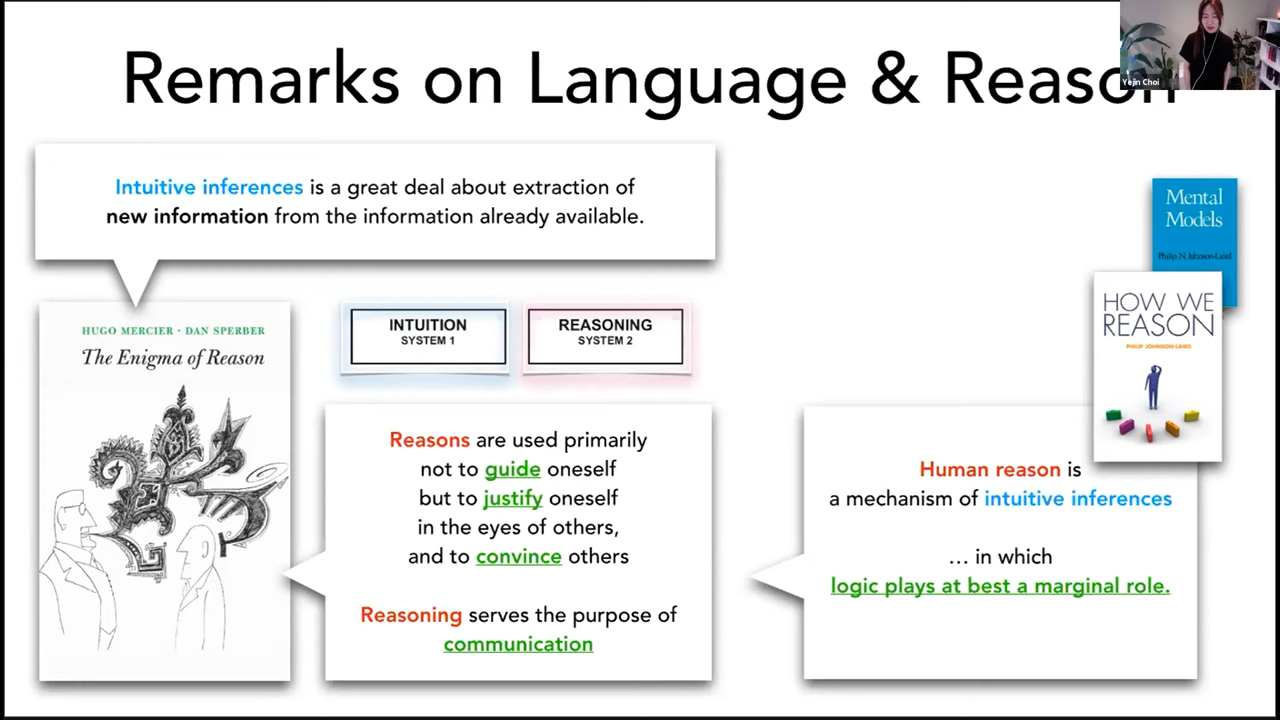 Remarks on Language & Reason
Yejin Choi
Intuitive inferences is a great deal about extraction of
new information from the information already available.
HUGO MERCIER · DAN SPERBER
The Enigma of Reason
INTUITION
SYSTEM 1
REASONING
SYSTEM 2
Reasons are used primarily
not to guide oneself
but to justify oneself
in the eyes of others,
and to convince others
Reasoning serves the purpose of
communication
Mental
Models
Philip N. Johnson-Laird
HOW WE
REASON
PHILIP JOHNSON-LAIRD
Human reason is
a mechanism of intuitive inferences
... in which
logic plays at best a marginal role.